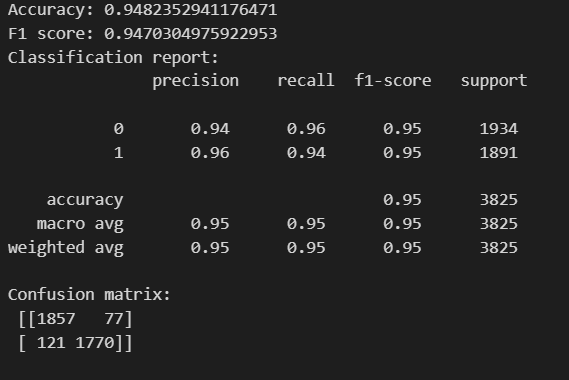 Accuracy: 0.9482352941176471
F1 score: 0.9470304975922953
Classification report:
precision recall f1-score support
0 0.94 0.96 0.95 1934
1 0.96 0.94 0.95 1891
accuracy 0.95 3825
macro avg 0.95 0.95 0.95 3825
weighted avg 0.95 0.95 0.95 3825
Confusion matrix:
[[1857 77]
[ 121 1770]]